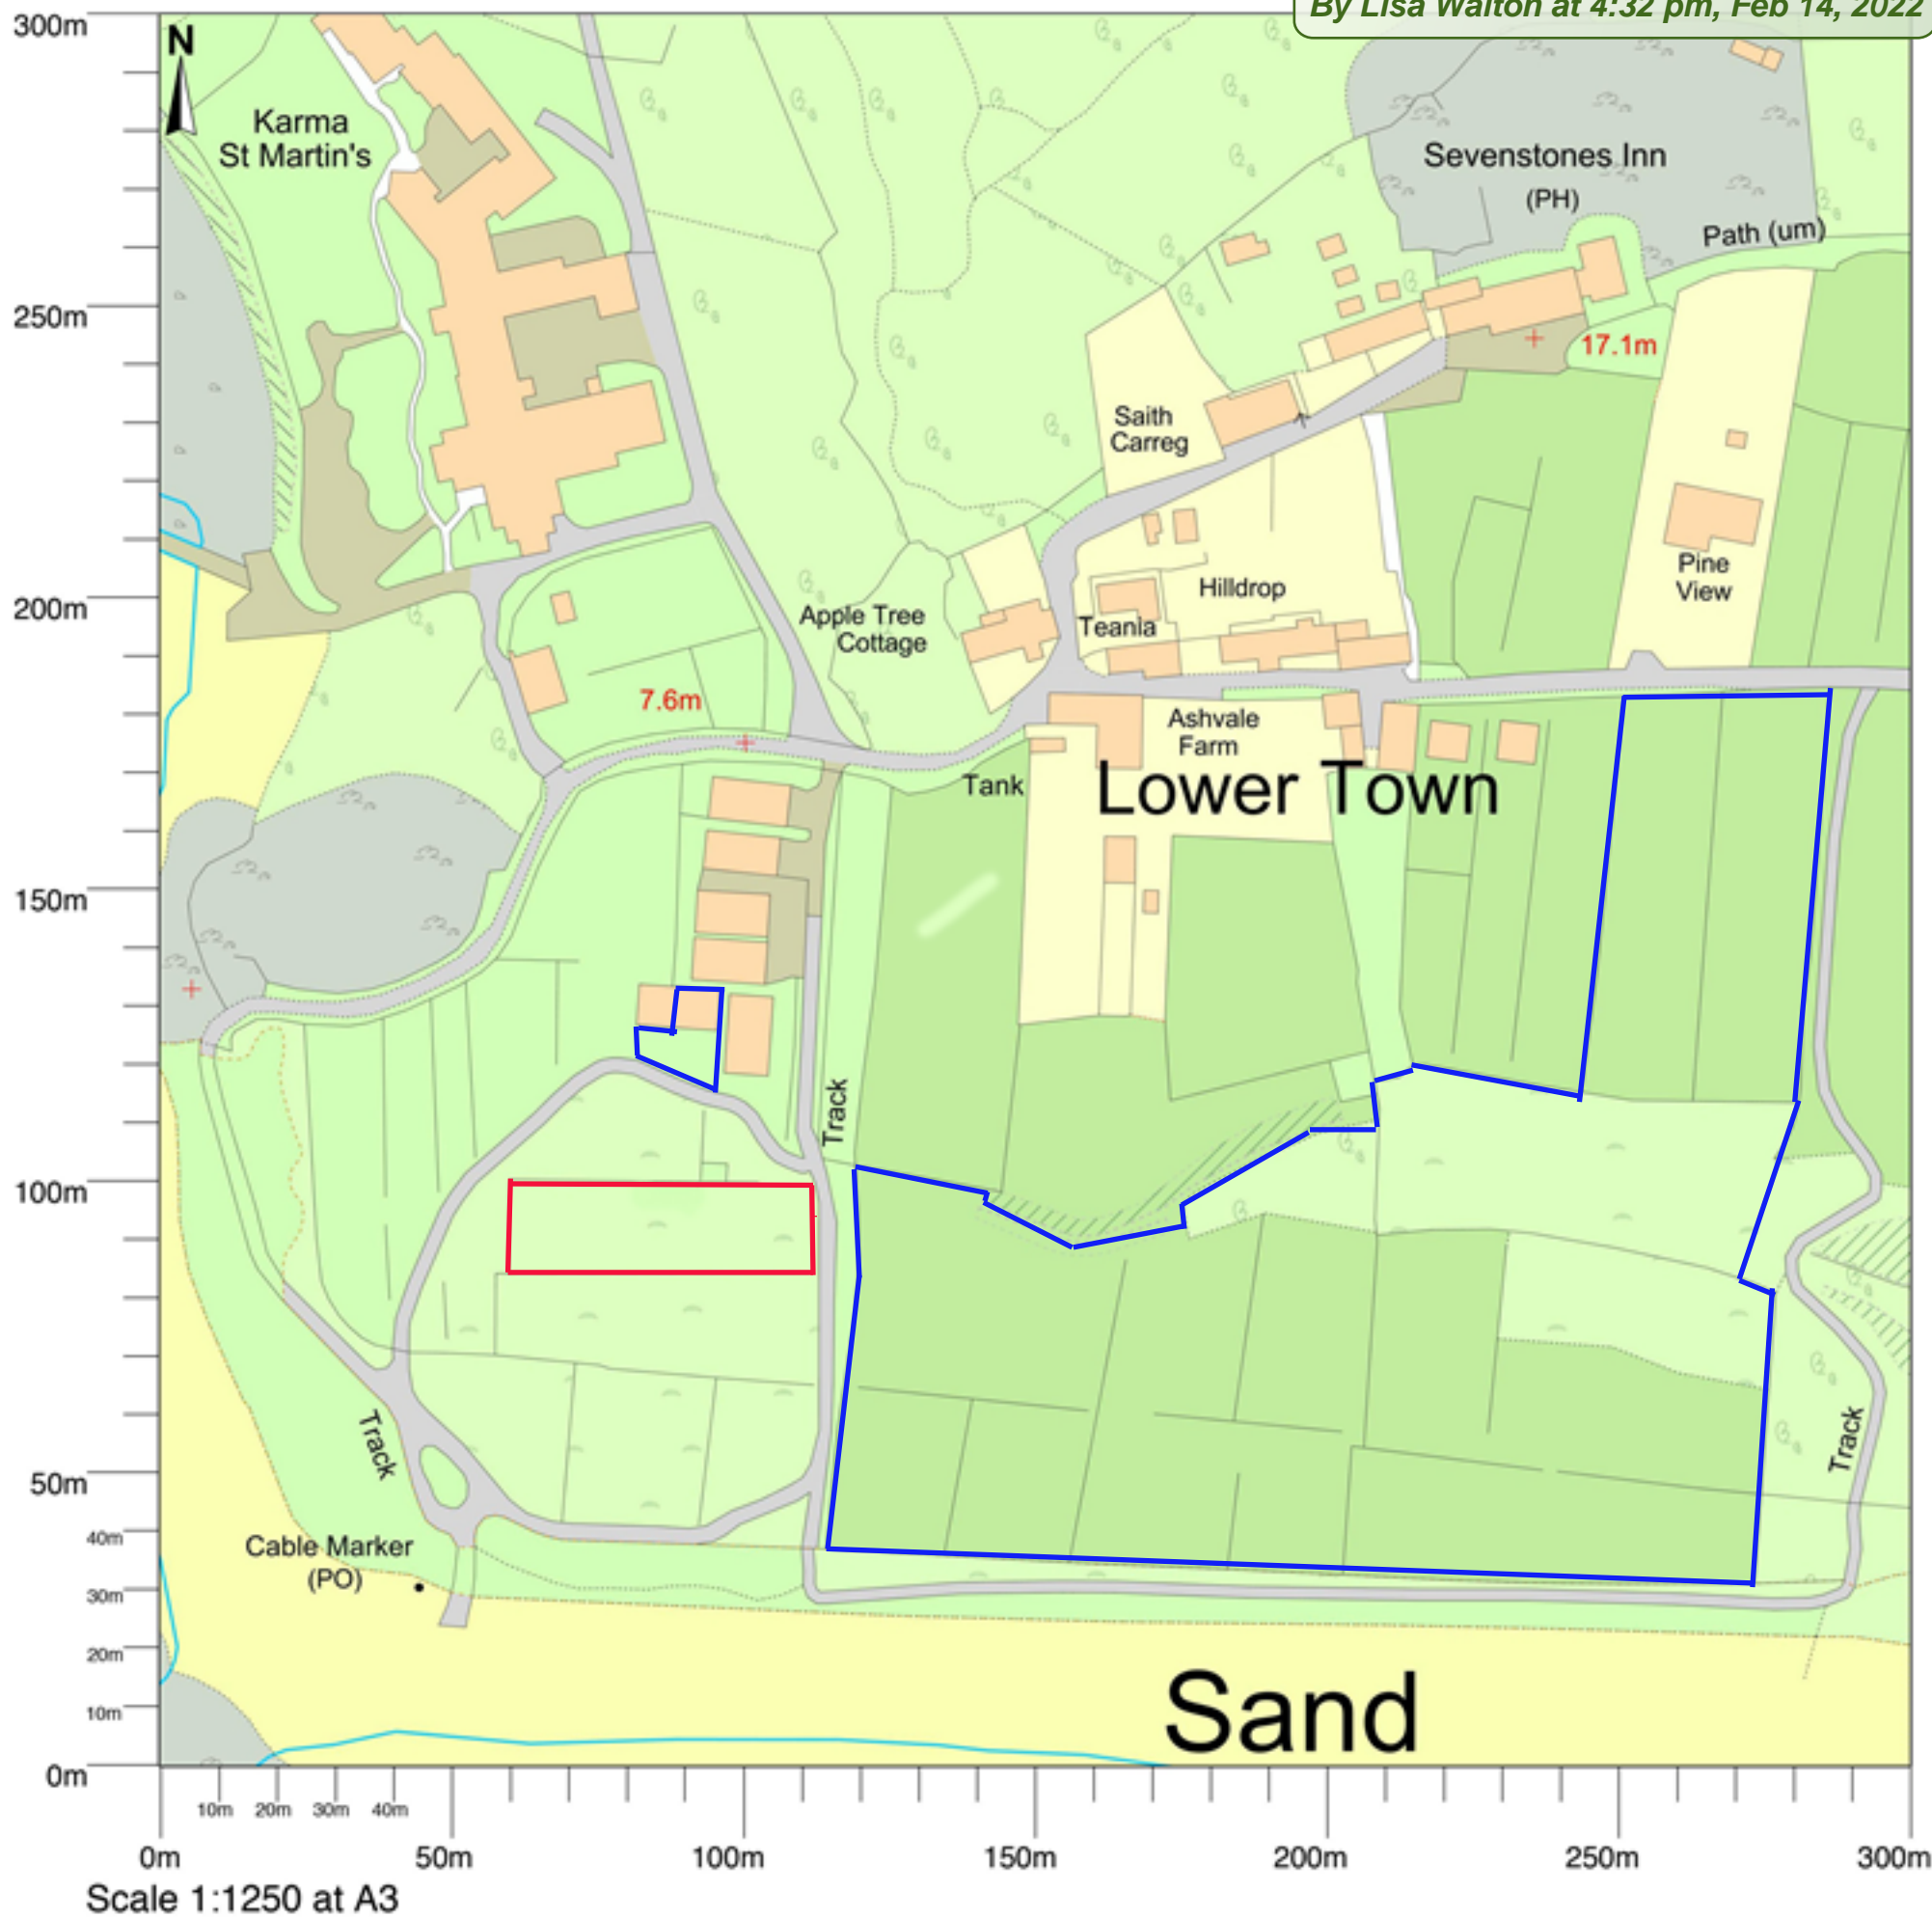 By Lisa Walton at 4:32 pm, Feb 14, 2022
300m
N
Karma
St Martin's
Sevenstones Inn
(PH)
Path (um)
250m
17.1m
Saith
Carreg
Pine
View
Hilldrop
200m
Apple Tree
Cottage
Teania
7.6m
Ashvale
Farm
Tank
Lower Town
150m
Track
100m
Track
Track
50m
40m
Cable Marker
(PO)
30m
20m
Sand
10m
0m
10m 20m 30m 40m
0m 50m 100m 150m 200m 250m 300m
Scale 1:1250 at A3